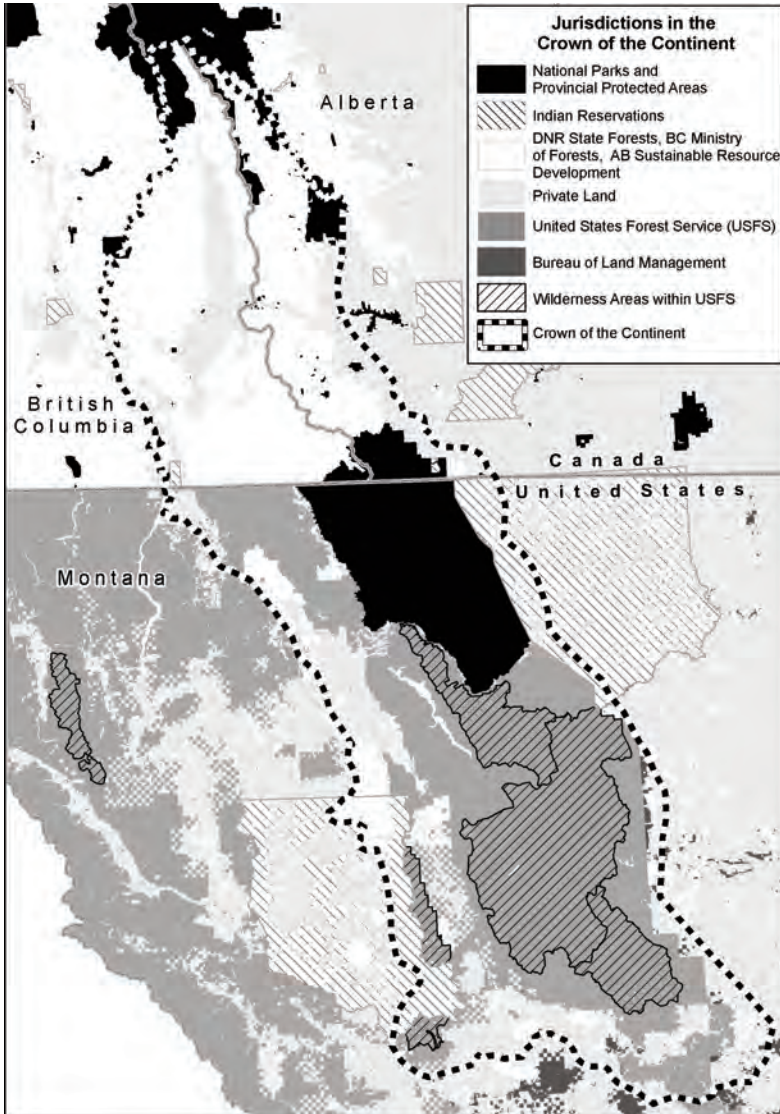 Jurisdictions in the
Crown of the Continent
National Parks and
Provincial Protected Areas
Indian Reservations
DNR State Forests, BC Ministry
of Forests, AB Sustainable Resource
Development
Private Land
United States Forest Service (USFS)
Bureau of Land Management
Wilderness Areas within USFS
Crown of the Continent
Alberta
British
Columbia
Canada
United States
Montana